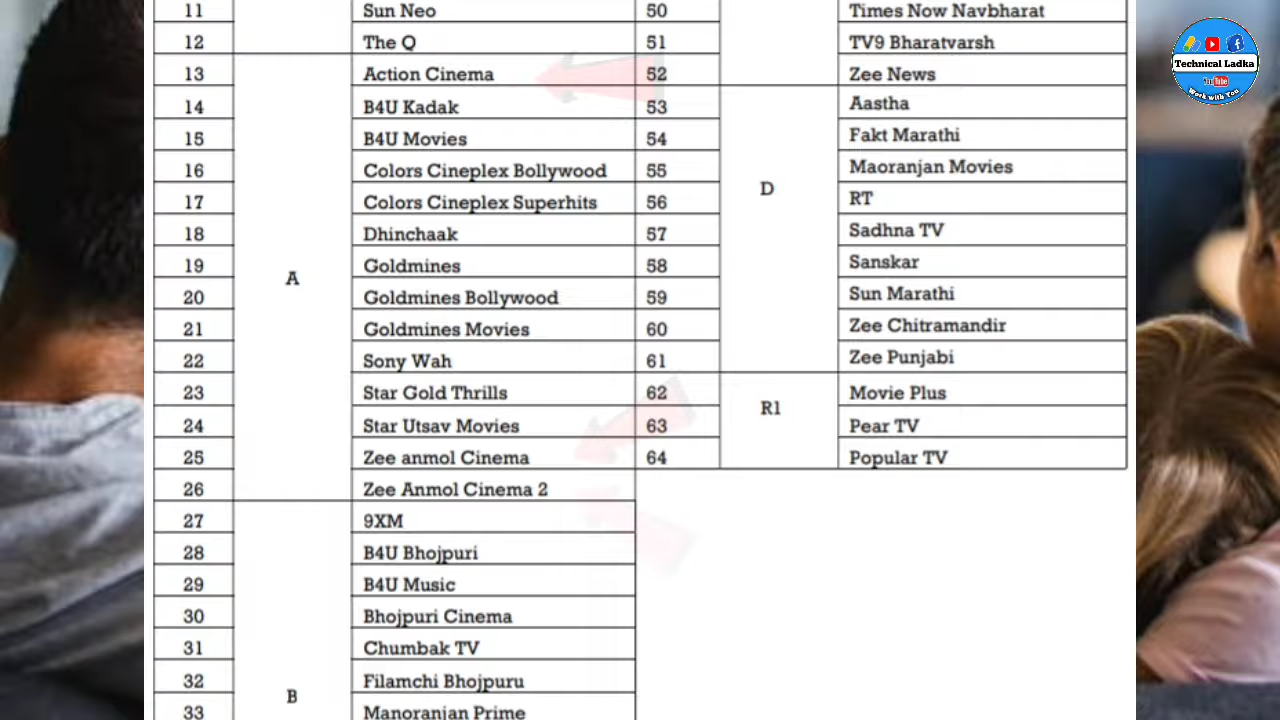 11 Sun Neo 50 Times Now Navbharat
12 The Q 51 TV9 Bharatvarsh
13 Action Cinema 52 Zee News
14 B4U Kadak 53 Aastha
15 B4U Movies 54 Fakt Marathi
16 Colors Cineplex Bollywood 55 Maoranjan Movies
17 Colors Cineplex Superhits 56 D RT
18 Dhinchaak 57 Sadhna TV
19 A Goldmines 58 Sanskar
20 Goldmines Bollywood 59 Sun Marathi
21 Goldmines Movies 60 Zee Chitramandir
22 Sony Wah 61 Zee Punjabi
23 Star Gold Thrills 62 R1 Movie Plus
24 Star Utsav Movies 63 Pear TV
25 Zee anmol Cinema 64 Popular TV
26 Zee Anmol Cinema 2
27 9XM
28 B4U Bhojpuri
29 B4U Music
30 Bhojpuri Cinema
31 Chumbak TV
32 B Filamchi Bhojpuru
33 Manoranjan Prime
Technical Ladka
YouTube
Work with You